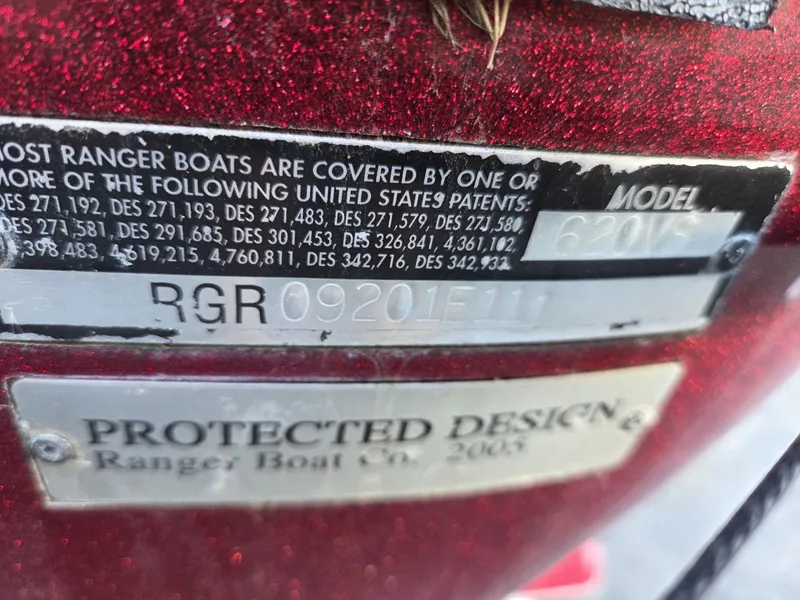 MOST RANGER BOATS ARE COVERED BY ONE OR
MORE OF THE FOLLOWING UNITED STATES PATENTS:
DES 271,192, DES 271,193, DES 271,483, DES 271,579, DES 271,580,
DES 271,581, DES 291,685, DES 301,453, DES 326,841, 4,361,102,
398,483, 4,619,215, 4,760,811, DES 342,716, DES 342,933
MODEL
620VS
RGR09201E111
PROTECTED DESIGN
Ranger Boat Co. 2005